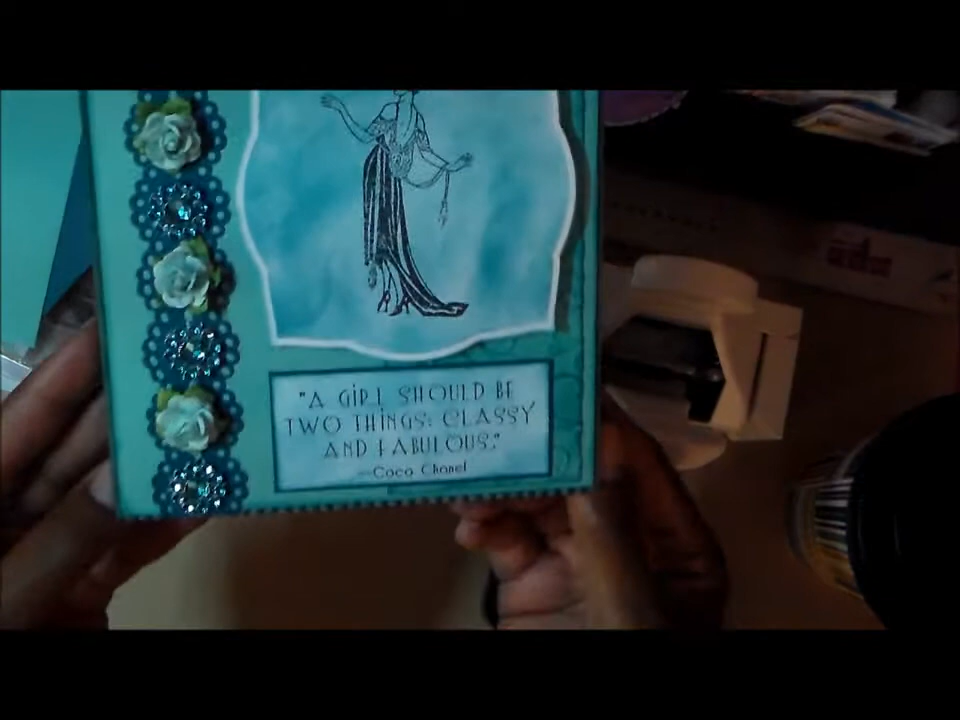 "A GIRL SHOULD BE
TWO THINGS: CLASSY
AND FABULOUS."
—Coco Chanel